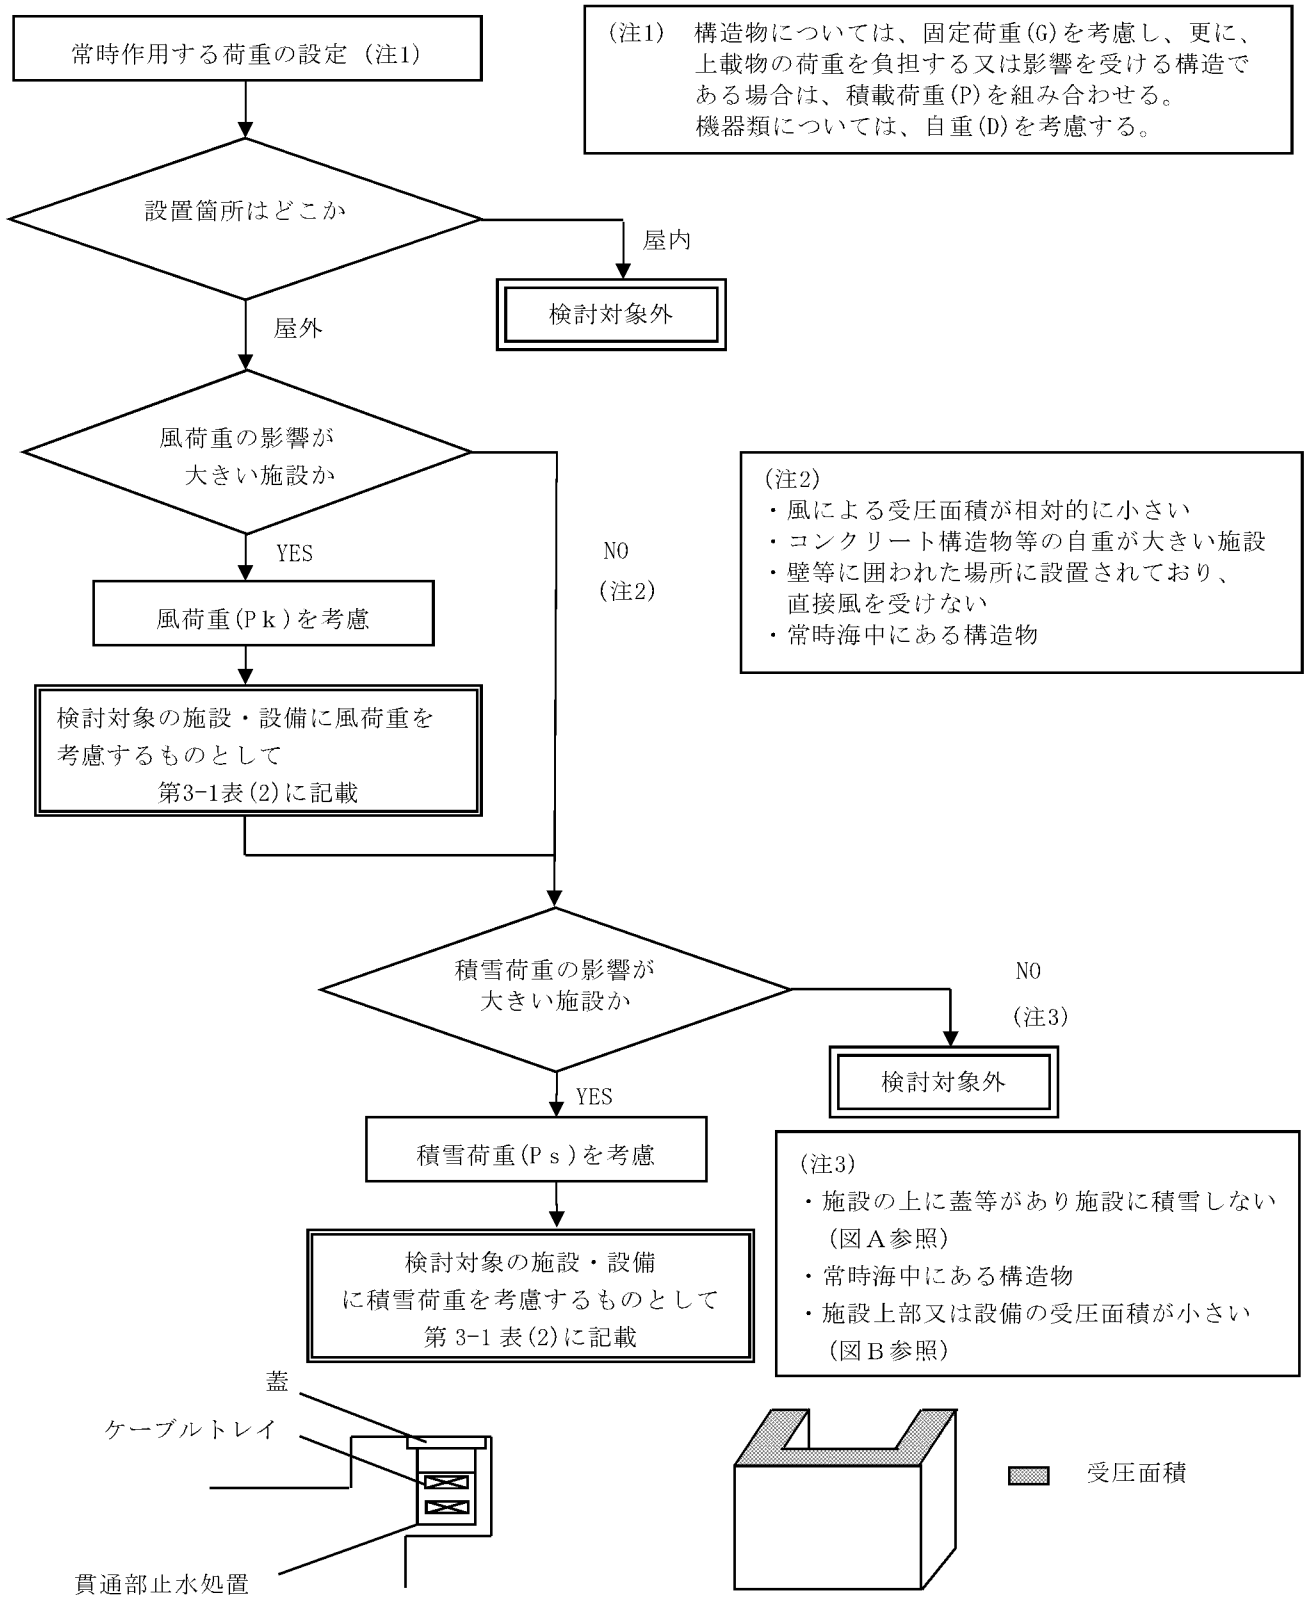 常時作用する荷重の設定 (注1)
(注1) 構造物については、固定荷重(G)を考慮し、更に、
上載物の荷重を負担する又は影響を受ける構造で
ある場合は、積載荷重(P)を組み合わせる。
機器類については、自重(D)を考慮する。
設置箇所はどこか
屋内
検討対象外
屋外
風荷重の影響が
大きい施設か
YES
NO
(注2)
(注2)
・風による受圧面積が相対的に小さい
・コンクリート構造物等の自重が大きい施設
・壁等に囲われた場所に設置されており、
直接風を受けない
・常時海中にある構造物
風荷重(Pk)を考慮
検討対象の施設・設備に風荷重を
考慮するものとして
第3-1表(2)に記載
積雪荷重の影響が
大きい施設か
NO
(注3)
検討対象外
YES
積雪荷重(Ps)を考慮
(注3)
・施設の上に蓋等があり施設に積雪しない
(図A参照)
・常時海中にある構造物
・施設上部又は設備の受圧面積が小さい
(図B参照)
検討対象の施設・設備
に積雪荷重を考慮するものとして
第 3-1 表(2)に記載
蓋
ケーブルトレイ
貫通部止水処置
受圧面積